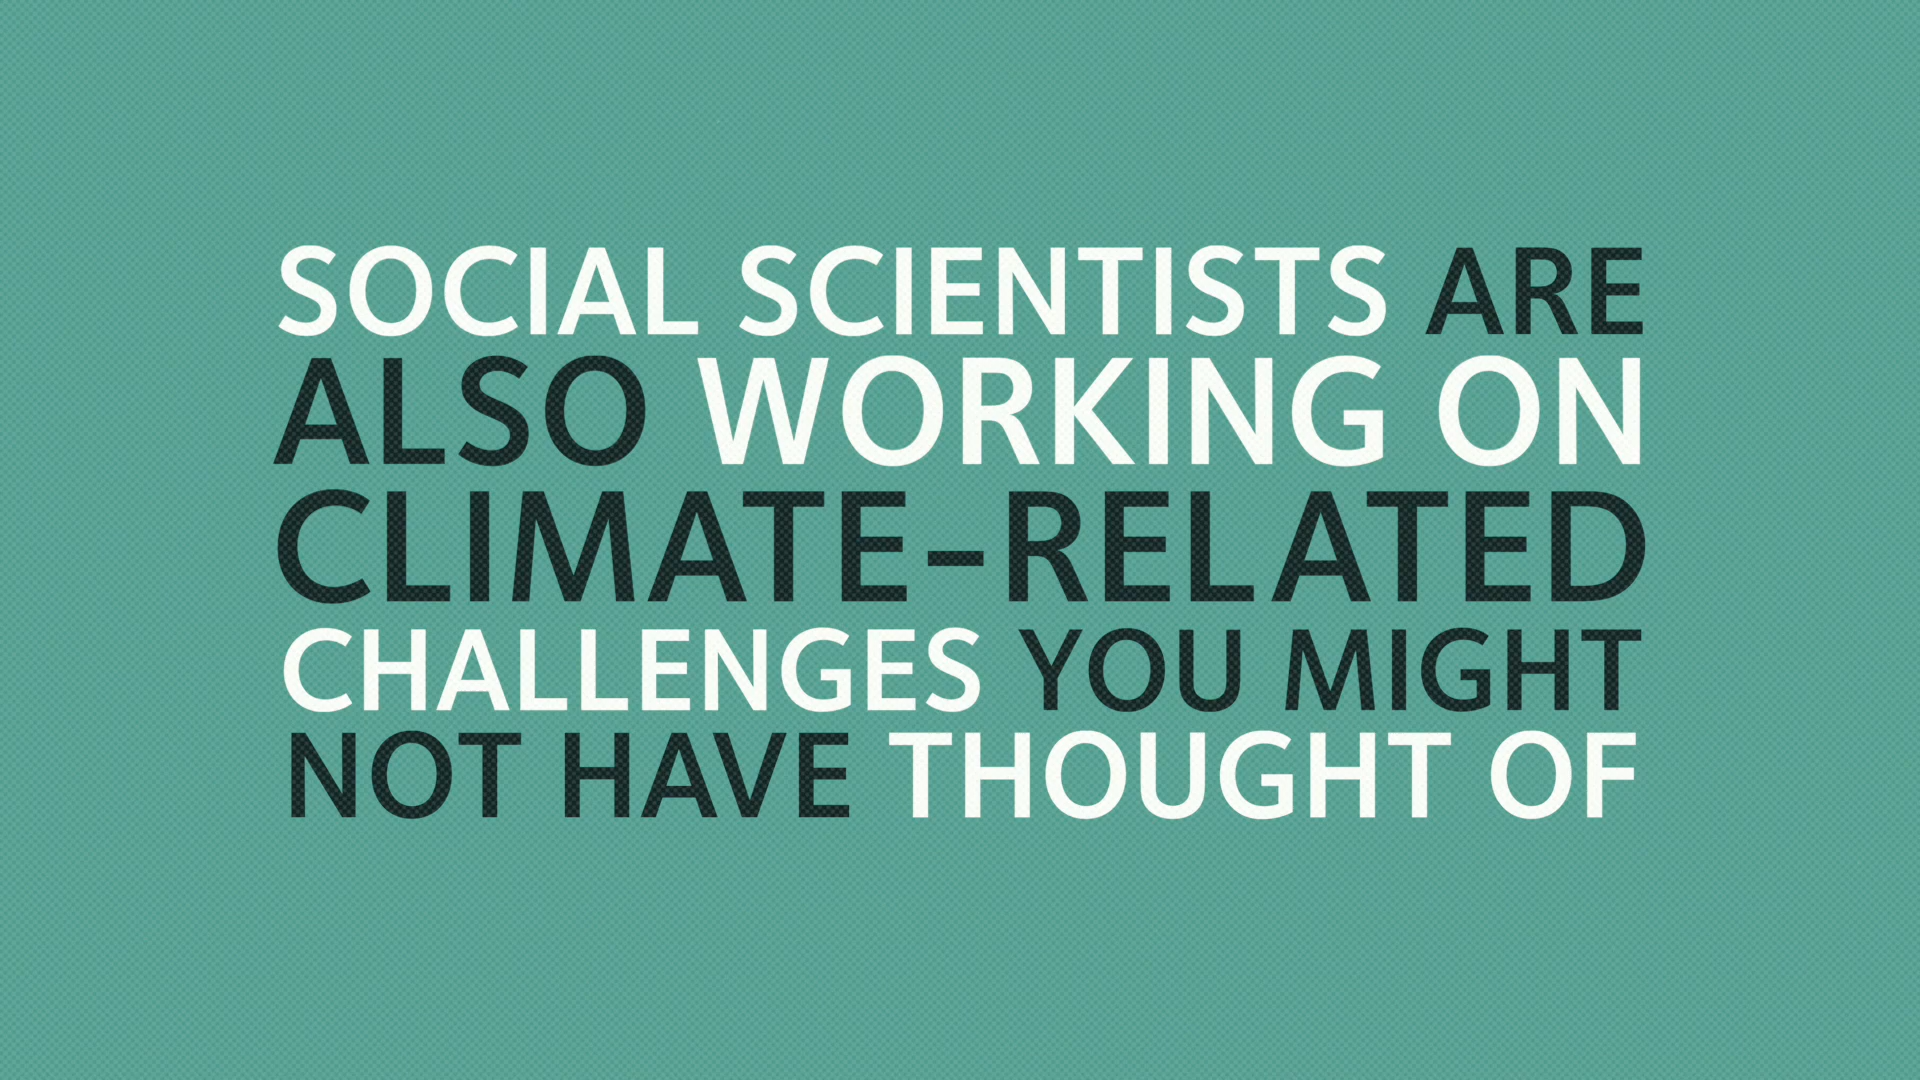 SOCIAL SCIENTISTS ARE
ALSO WORKING ON
CLIMATE-RELATED
CHALLENGES YOU MIGHT
NOT HAVE THOUGHT OF